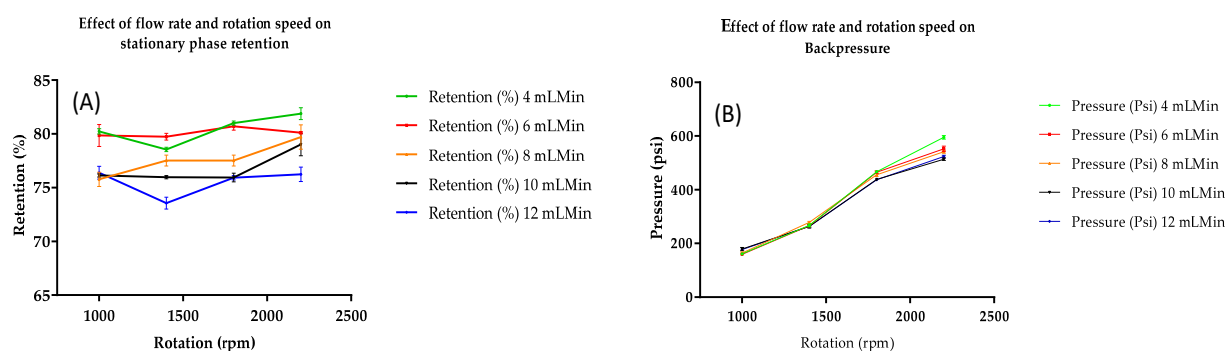 Effect of flow rate and rotation speed on
stationary phase retention
85
80
75
70
65
Retention (%)
(A)
1000
1500
2000
2500
Rotation (rpm)
Retention (%) 4 mLMin
Retention (%) 6 mLMin
Retention (%) 8 mLMin
Retention (%) 10 mLMin
Retention (%) 12 mLMin
Effect of flow rate and rotation speed on
Backpressure
800
600
400
200
0
Pressure (psi)
(B)
1000
1500
2000
2500
Rotation (rpm)
Pressure (Psi) 4 mLMin
Pressure (Psi) 6 mLMin
Pressure (Psi) 8 mLMin
Pressure (Psi) 10 mLMin
Pressure (Psi) 12 mLMin